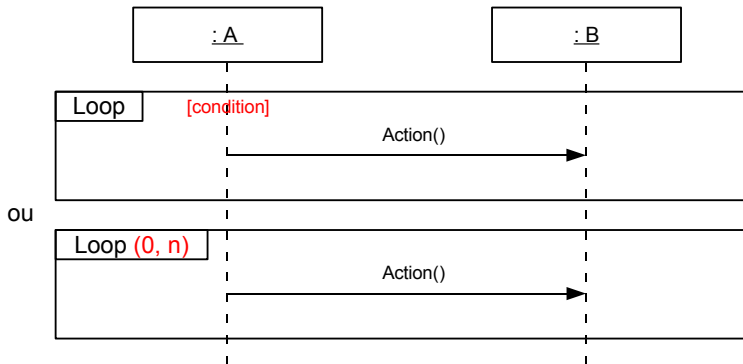 : A
: B
Loop [condition]
Action()
ou
Loop (0, n)
Action()